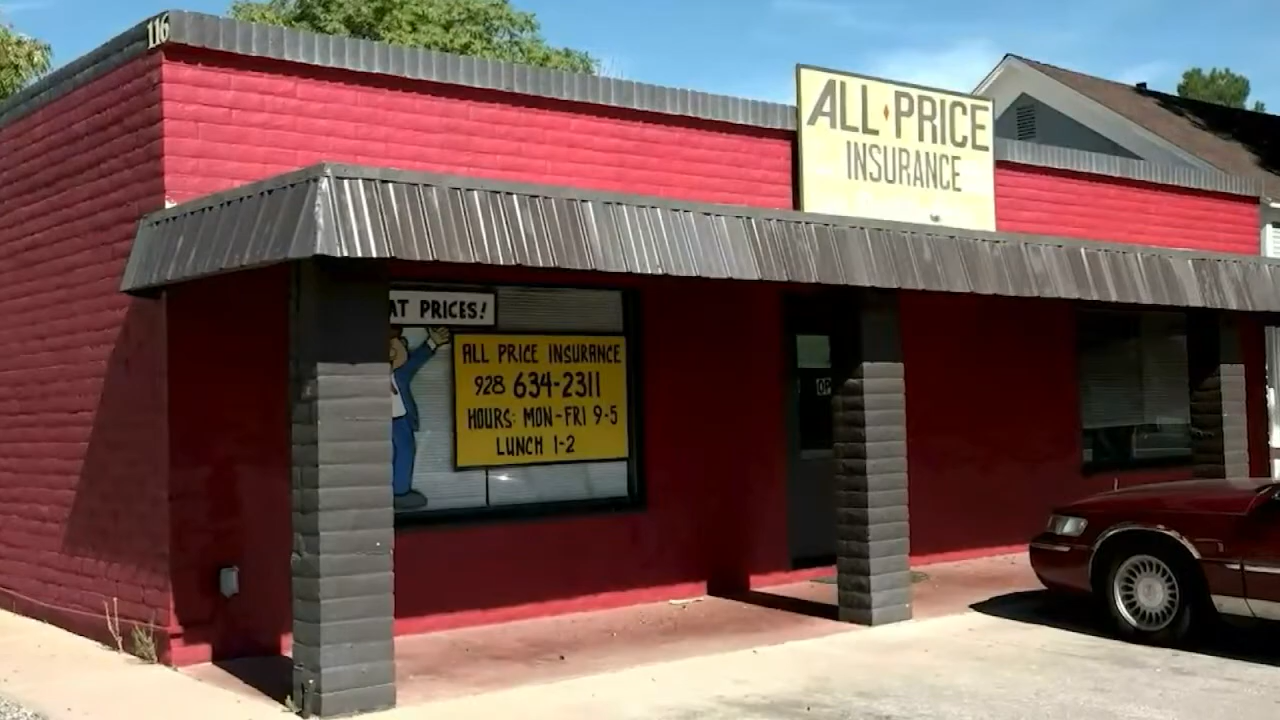 116
ALL PRICE
INSURANCE
AT PRICES!
ALL PRICE INSURANCE
928 634-2311
HOURS: MON-FRI 9-5
LUNCH 1-2
OP